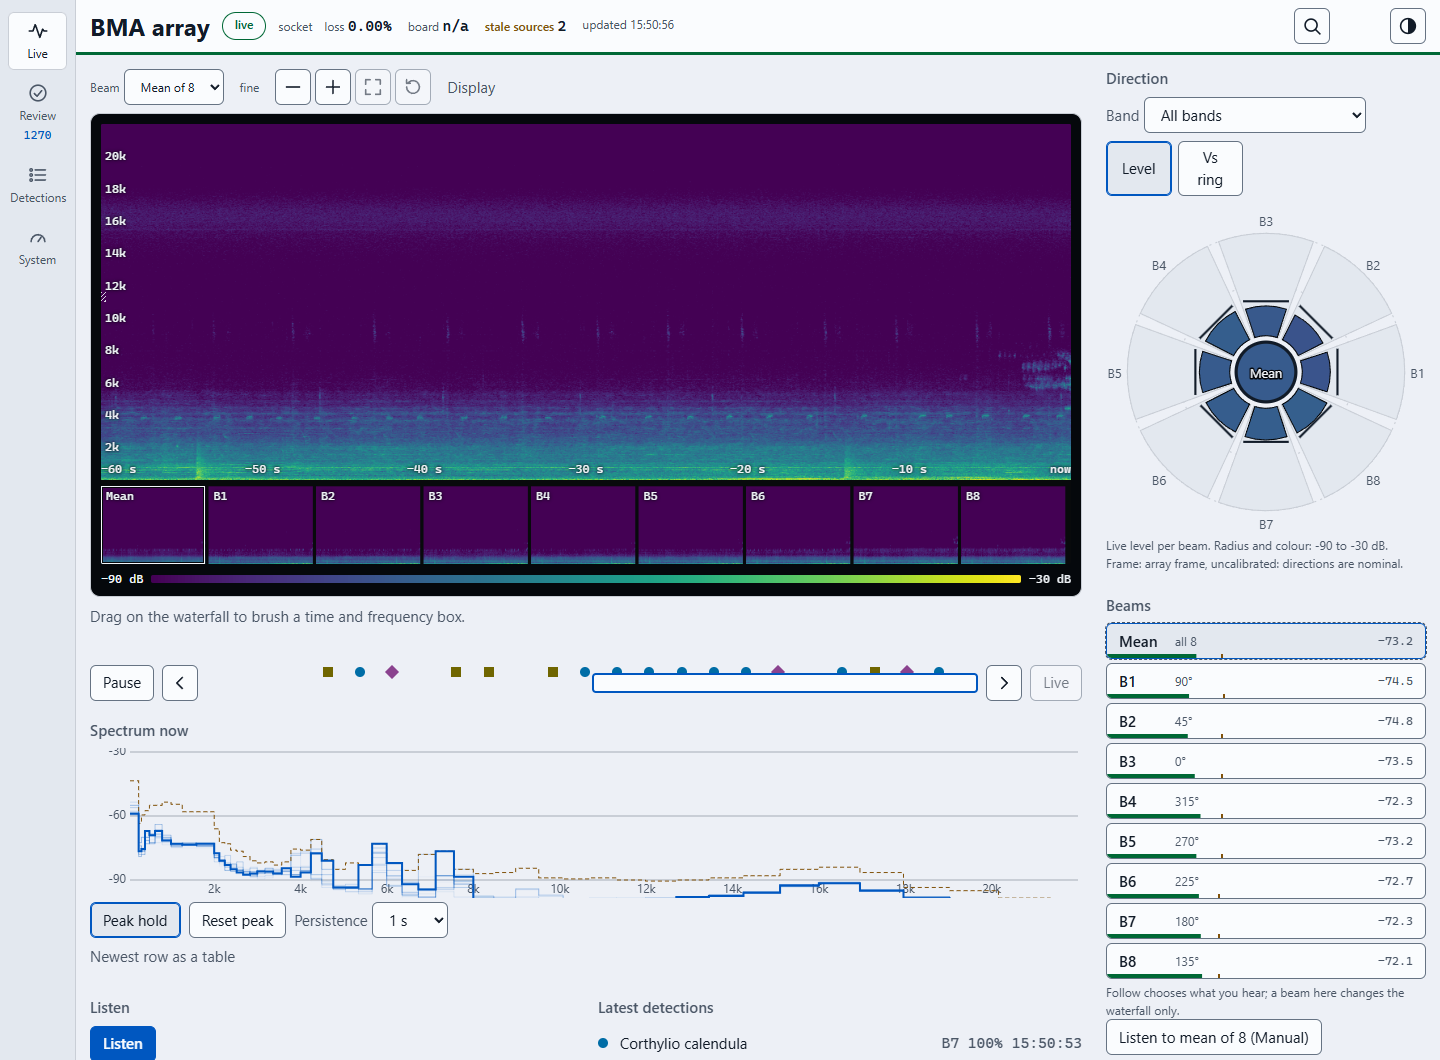 BMA array
live
socket loss 0.00% board n/a stale sources 2 updated 15:50:56
Live
Review
1270
Detections
System
Beam Mean of 8 fine Display
20k
18k
16k
14k
12k
10k
8k
6k
4k
2k
−60 s −50 s −40 s −30 s −20 s −10 s now
Mean B1 B2 B3 B4 B5 B6 B7 B8
−90 dB −30 dB
Drag on the waterfall to brush a time and frequency box.
Pause Live
Spectrum now
-30
-60
-90
2k 4k 6k 8k 10k 12k 14k 16k 18k 20k
Peak hold Reset peak Persistence 1 s
Newest row as a table
Listen
Listen
Latest detections
Corthylio calendula B7 100% 15:50:53
Direction
Band All bands
Level
Vs
ring
B3
B4 B2
B5 Mean B1
B6 B8
B7
Live level per beam. Radius and colour: -90 to -30 dB.
Frame: array frame, uncalibrated: directions are nominal.
Beams
Mean all 8 −73.2
B1 90° −74.5
B2 45° −74.8
B3 0° −73.5
B4 315° −72.3
B5 270° −73.2
B6 225° −72.7
B7 180° −72.3
B8 135° −72.1
Follow chooses what you hear; a beam here changes the
waterfall only.
Listen to mean of 8 (Manual)